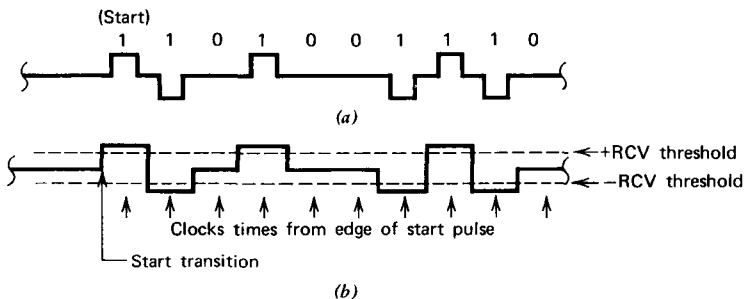 (Start)
1 1 0 1 0 0 1 1 1 0
(a)
+RCV threshold
−RCV threshold
Clocks times from edge of start pulse
Start transition
(b)